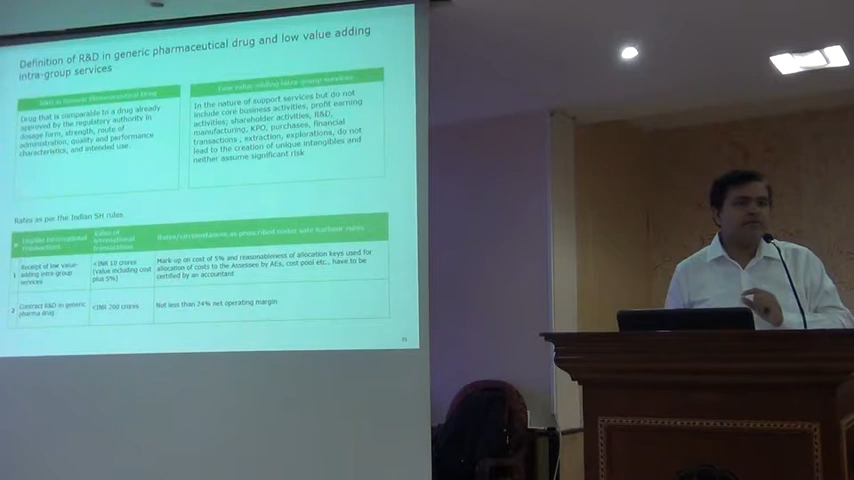 Definition of R&D in generic pharmaceutical drug and low value adding
intra-group services
R&D in Generic Pharmaceutical Drug
Drug that is comparable to a drug already
approved by the regulatory authority in
dosage form, strength, route of
administration, quality and performance
characteristics, and intended use.
Low value adding intra-group services
In the nature of support services but do not
include core business activities, profit earning
activities; shareholder activities, R&D,
manufacturing, KPO, purchases, financial
transactions , extraction, explorations, do not
lead to the creation of unique intangibles and
neither assume significant risk
Rates as per the Indian SH rules
# Eligible International Transactions
Value of International Transactions
Rates/circumstances as prescribed under safe harbour rules
1 Receipt of low value-
adding intra-group
services
<INR 10 crores
(value including cost
plus 5%)
Mark-up on cost of 5% and reasonableness of allocation keys used for
allocation of costs to the Assessee by AEs, cost pool etc., have to be
certified by an accountant
2 Contract R&D in generic
pharma drug
<INR 200 crores
Not less than 24% net operating margin